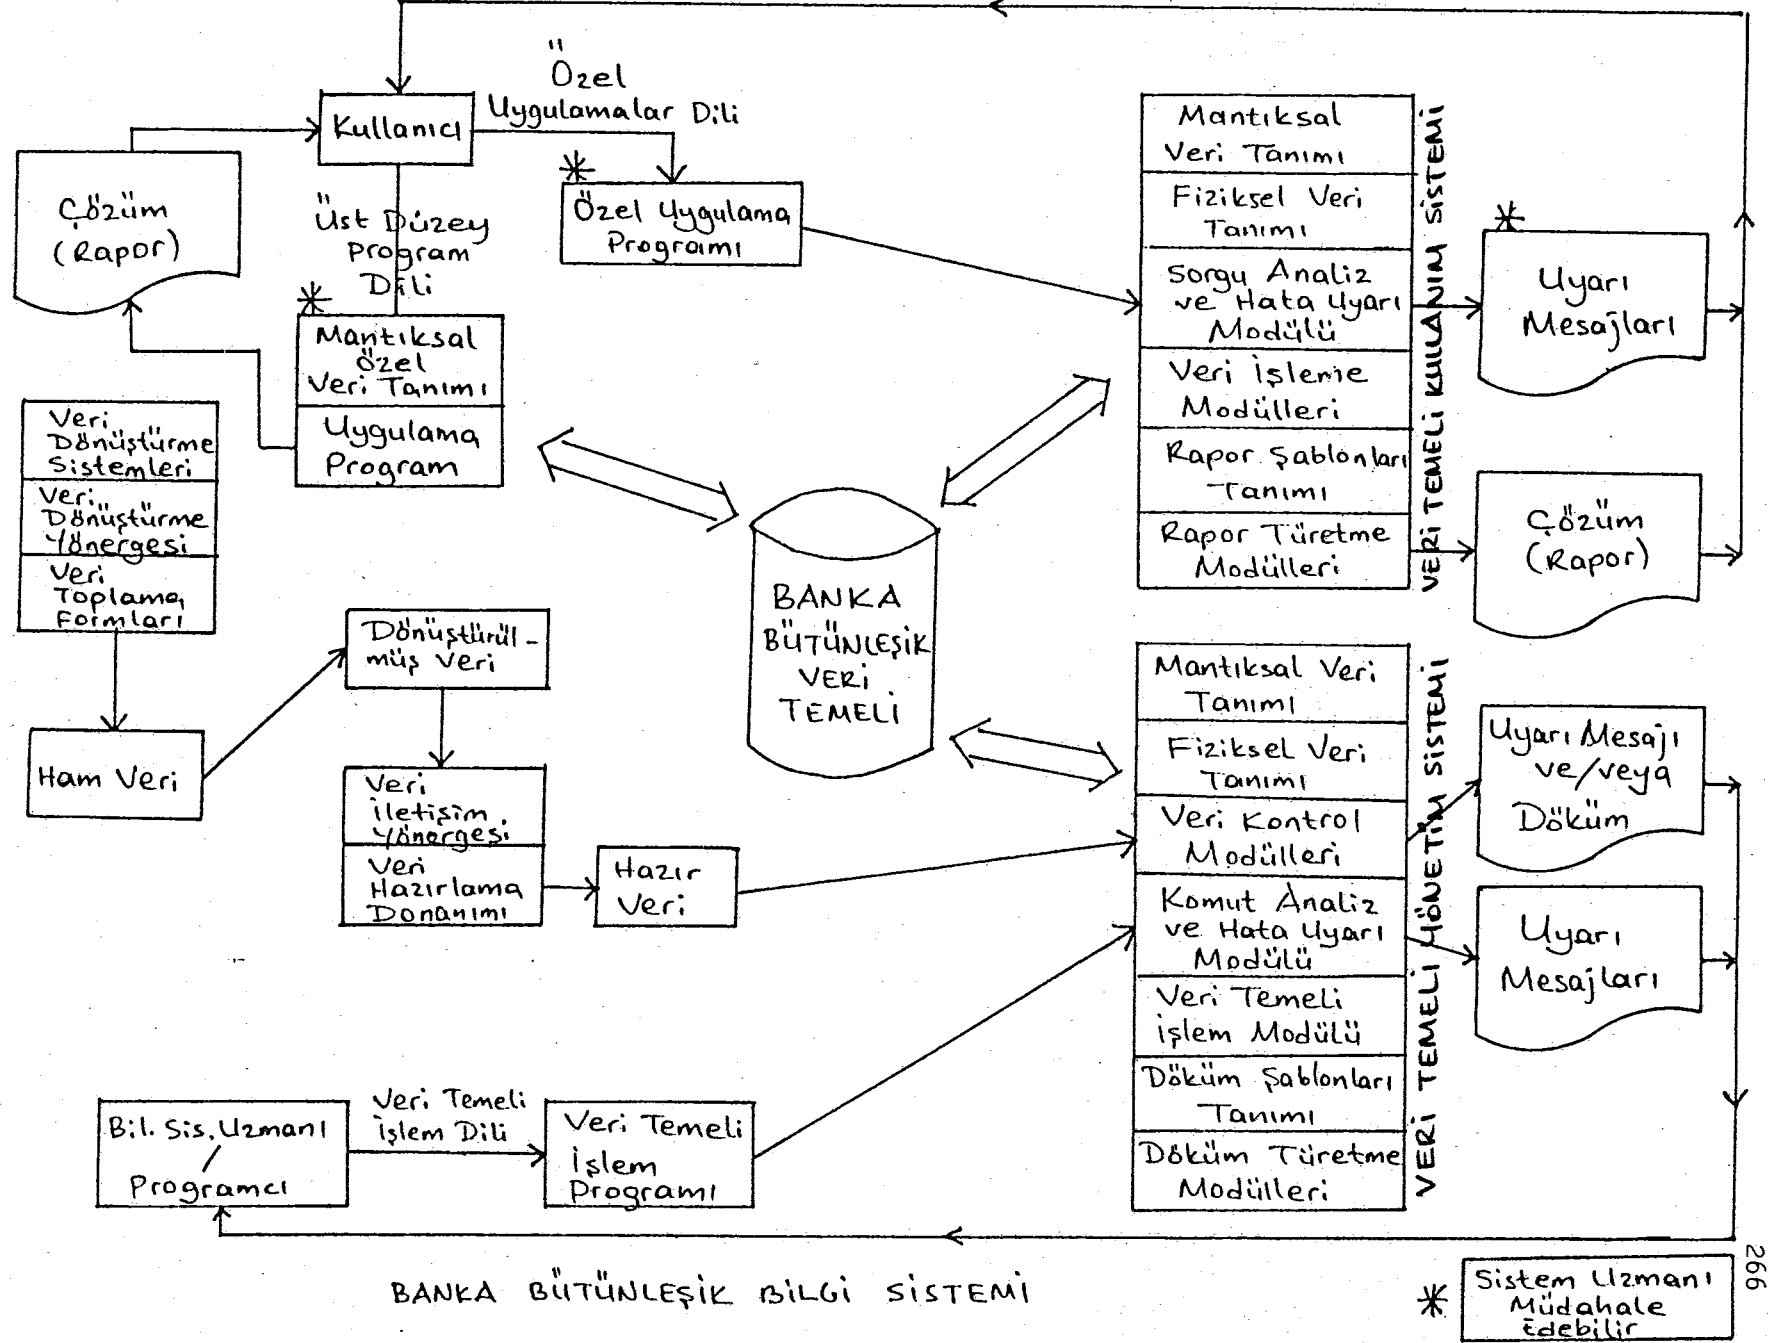 Özel
Uygulamalar Dili
Kullanıcı
Çözüm
(Rapor)
Üst Düzey
Program
Dili
*
Özel Uygulama
Programı
*
Mantıksal
Özel
Veri Tanımı
Uygulama
Program
Veri
Dönüştürme
Sistemleri
Veri
Dönüştürme
Yönergesi
Veri
Toplama
Formları
Ham Veri
Dönüştürül-
müş Veri
Veri
İletişim
Yönergesi
Veri
Hazırlama
Donanımı
Hazır
Veri
BANKA
BÜTÜNLEŞİK
VERİ
TEMELİ
Bil. Sis. Uzmanı
/
Programcı
Veri Temeli
İşlem Dili
Veri Temeli
İşlem
Programı
Mantıksal
Veri Tanımı
Fiziksel Veri
Tanımı
Sorgu Analiz
ve Hata Uyarı
Modülü
Veri İşleme
Modülleri
Rapor Şablonları
Tanımı
Rapor Türetme
Modülleri
VERİ TEMELİ KULLANIM SİSTEMİ
*
Uyarı
Mesajları
Çözüm
(Rapor)
Mantıksal Veri
Tanımı
Fiziksel Veri
Tanımı
Veri Kontrol
Modülleri
Komut Analiz
ve Hata Uyarı
Modülü
Veri Temeli
İşlem Modülü
Döküm Şablonları
Tanımı
Döküm Türetme
Modülleri
VERİ TEMELİ YÖNETİM SİSTEMİ
Uyarı Mesajı
ve/veya
Döküm
Uyarı
Mesajları
BANKA BÜTÜNLEŞİK BİLGİ SİSTEMİ
*
Sistem Uzmanı
Müdahale
Edebilir
266